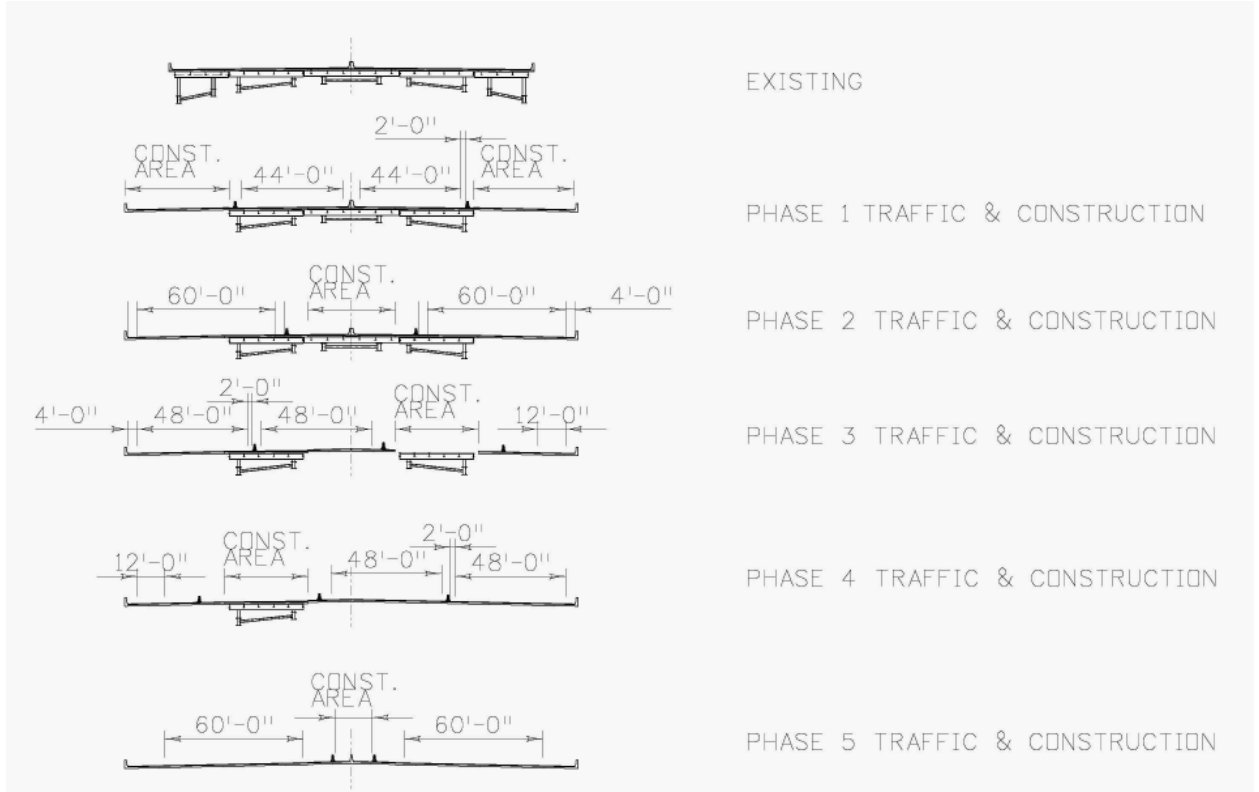 EXISTING
2'-0"
CONST. AREA
CONST. AREA
44'-0"
44'-0"
PHASE 1 TRAFFIC & CONSTRUCTION
CONST. AREA
60'-0"
60'-0"
4'-0"
PHASE 2 TRAFFIC & CONSTRUCTION
2'-0"
CONST. AREA
4'-0"
48'-0"
48'-0"
12'-0"
PHASE 3 TRAFFIC & CONSTRUCTION
2'-0"
CONST. AREA
12'-0"
48'-0"
48'-0"
PHASE 4 TRAFFIC & CONSTRUCTION
CONST. AREA
60'-0"
60'-0"
PHASE 5 TRAFFIC & CONSTRUCTION